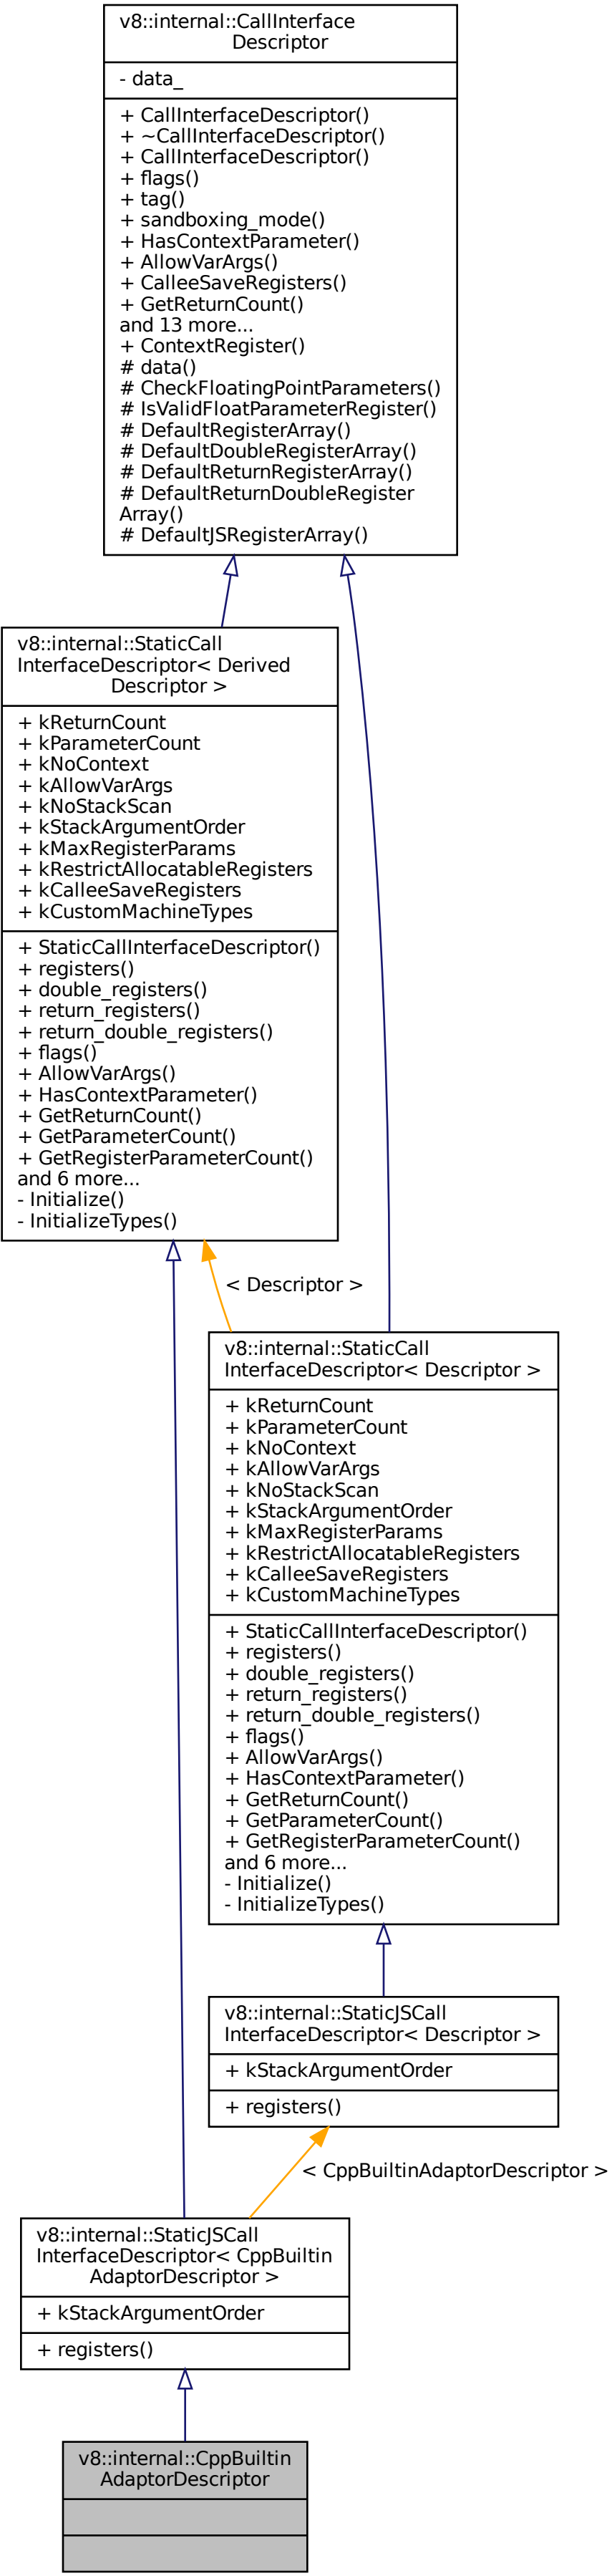 v8::internal::CallInterface
Descriptor
- data_
+ CallInterfaceDescriptor()
+ ~CallInterfaceDescriptor()
+ CallInterfaceDescriptor()
+ flags()
+ tag()
+ sandboxing_mode()
+ HasContextParameter()
+ AllowVarArgs()
+ CalleeSaveRegisters()
+ GetReturnCount()
and 13 more...
+ ContextRegister()
# data()
# CheckFloatingPointParameters()
# IsValidFloatParameterRegister()
# DefaultRegisterArray()
# DefaultDoubleRegisterArray()
# DefaultReturnRegisterArray()
# DefaultReturnDoubleRegister
Array()
# DefaultJSRegisterArray()
v8::internal::StaticCall
InterfaceDescriptor< Derived
Descriptor >
+ kReturnCount
+ kParameterCount
+ kNoContext
+ kAllowVarArgs
+ kNoStackScan
+ kStackArgumentOrder
+ kMaxRegisterParams
+ kRestrictAllocatableRegisters
+ kCalleeSaveRegisters
+ kCustomMachineTypes
+ StaticCallInterfaceDescriptor()
+ registers()
+ double_registers()
+ return_registers()
+ return_double_registers()
+ flags()
+ AllowVarArgs()
+ HasContextParameter()
+ GetReturnCount()
+ GetParameterCount()
+ GetRegisterParameterCount()
and 6 more...
- Initialize()
- InitializeTypes()
< Descriptor >
v8::internal::StaticCall
InterfaceDescriptor< Descriptor >
+ kReturnCount
+ kParameterCount
+ kNoContext
+ kAllowVarArgs
+ kNoStackScan
+ kStackArgumentOrder
+ kMaxRegisterParams
+ kRestrictAllocatableRegisters
+ kCalleeSaveRegisters
+ kCustomMachineTypes
+ StaticCallInterfaceDescriptor()
+ registers()
+ double_registers()
+ return_registers()
+ return_double_registers()
+ flags()
+ AllowVarArgs()
+ HasContextParameter()
+ GetReturnCount()
+ GetParameterCount()
+ GetRegisterParameterCount()
and 6 more...
- Initialize()
- InitializeTypes()
v8::internal::StaticJSCall
InterfaceDescriptor< Descriptor >
+ kStackArgumentOrder
+ registers()
< CppBuiltinAdaptorDescriptor >
v8::internal::StaticJSCall
InterfaceDescriptor< CppBuiltin
AdaptorDescriptor >
+ kStackArgumentOrder
+ registers()
v8::internal::CppBuiltin
AdaptorDescriptor